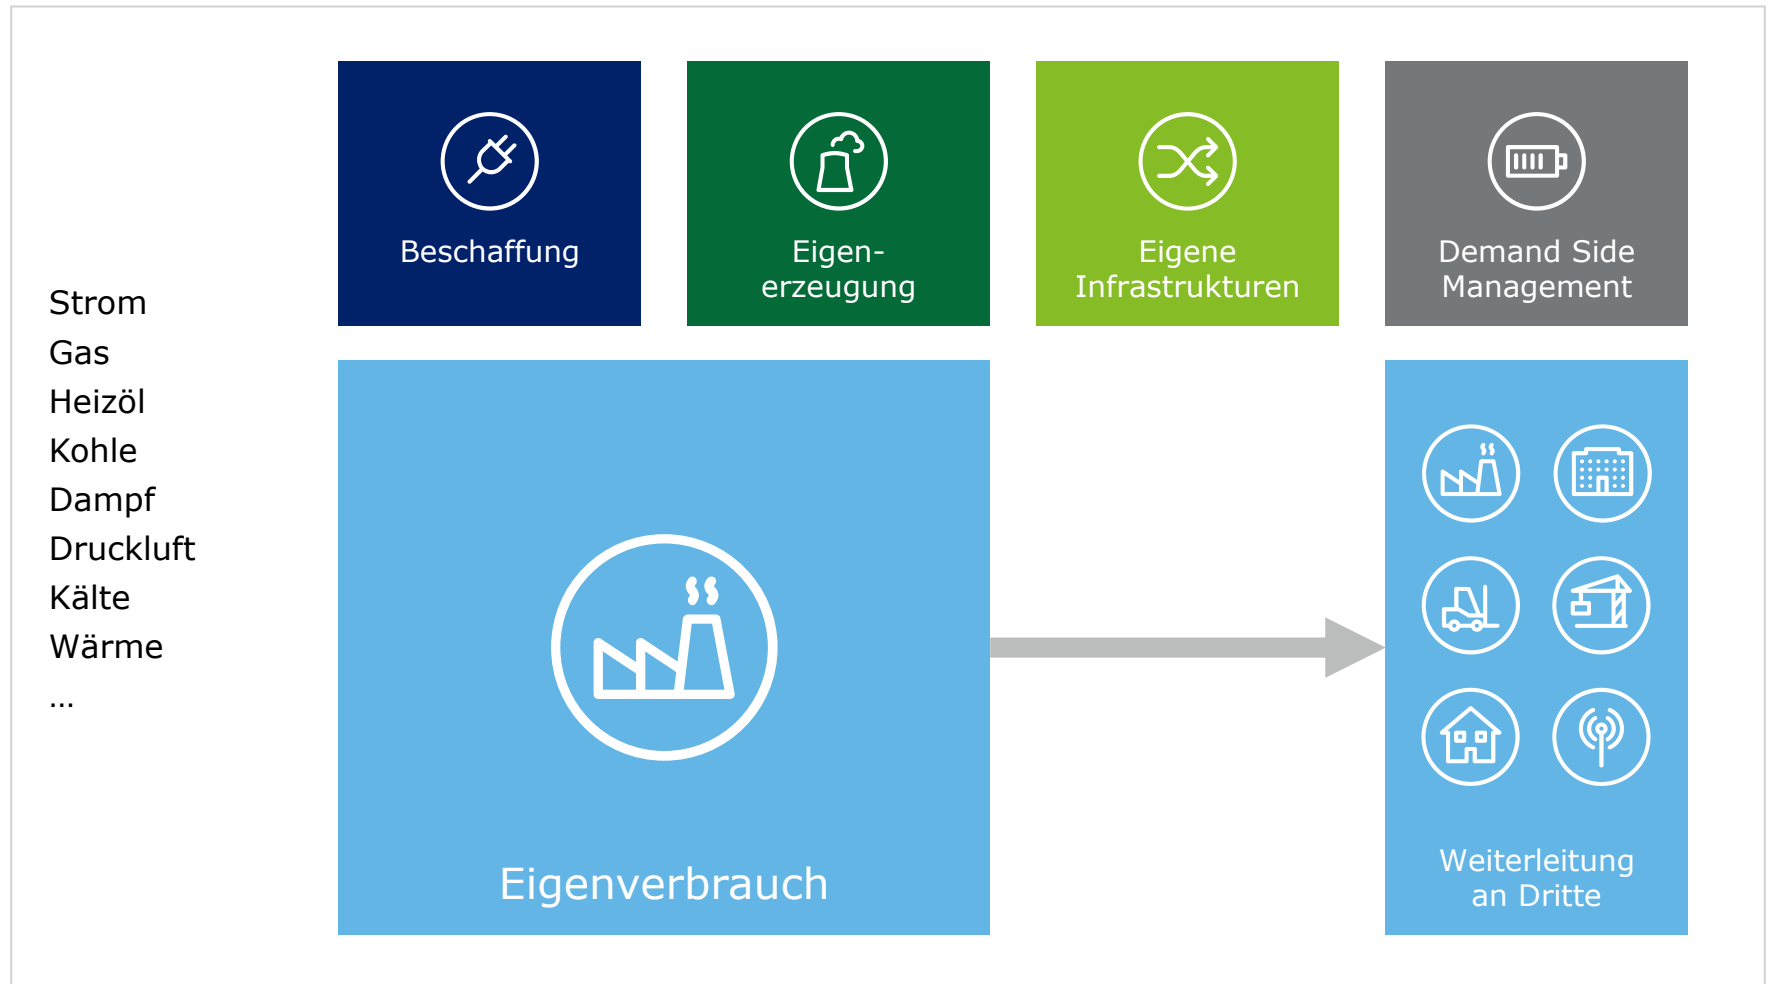 Beschaffung
Eigen-
erzeugung
Eigene
Infrastrukturen
Demand Side
Management
Strom
Gas
Heizöl
Kohle
Dampf
Druckluft
Kälte
Wärme
...
Eigenverbrauch
Weiterleitung
an Dritte